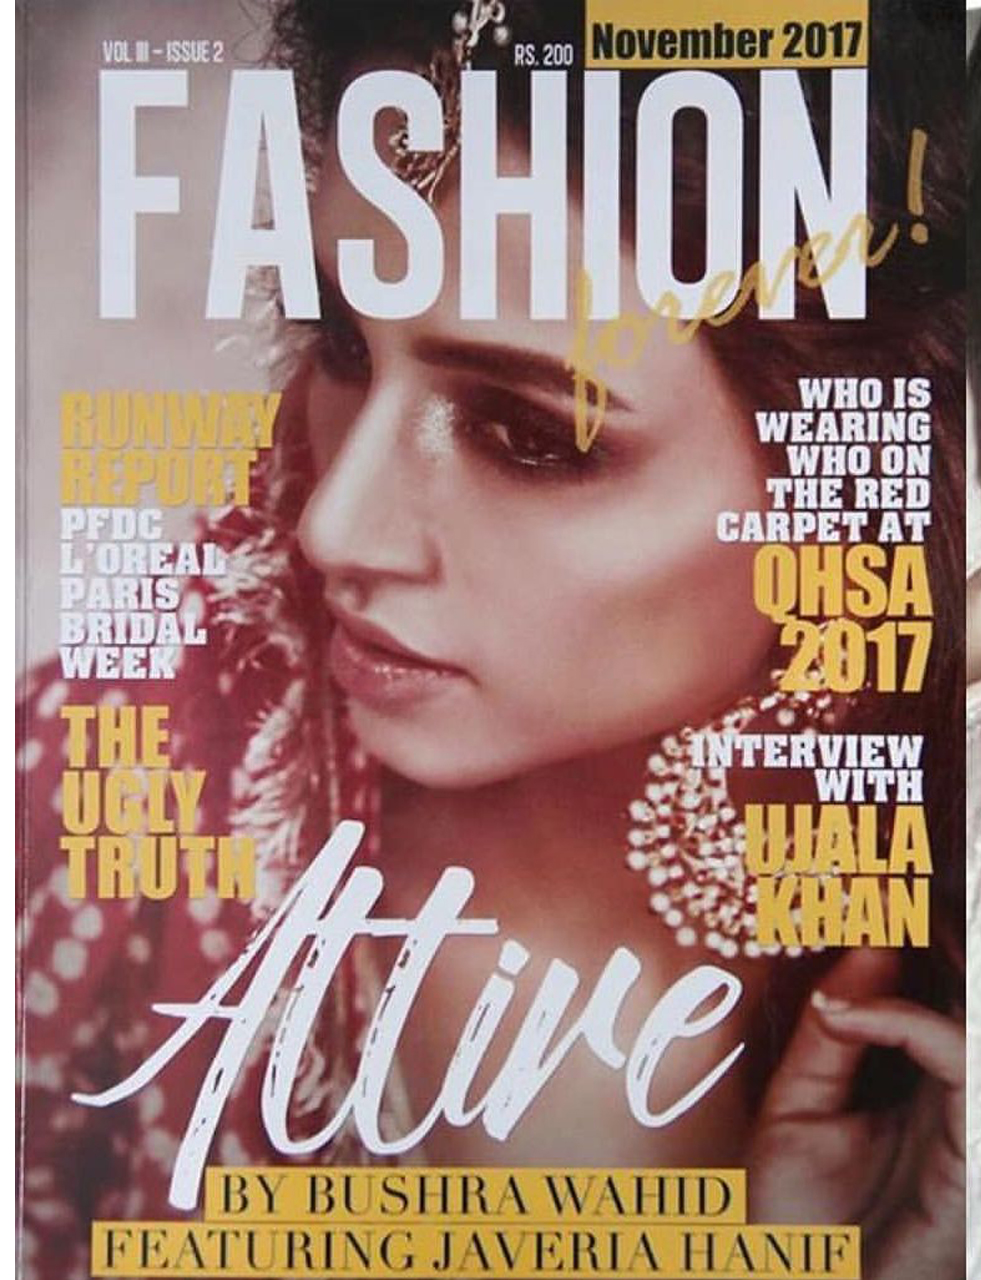 VOL III – ISSUE 2
RS. 200
November 2017
FASHION
forever!
RUNWAY
REPORT
PFDC
L'OREAL
PARIS
BRIDAL
WEEK
THE
UGLY
TRUTH
WHO IS
WEARING
WHO ON
THE RED
CARPET AT
QHSA
2017
INTERVIEW
WITH
UJALA
KHAN
Attire
BY BUSHRA WAHID
FEATURING JAVERIA HANIF